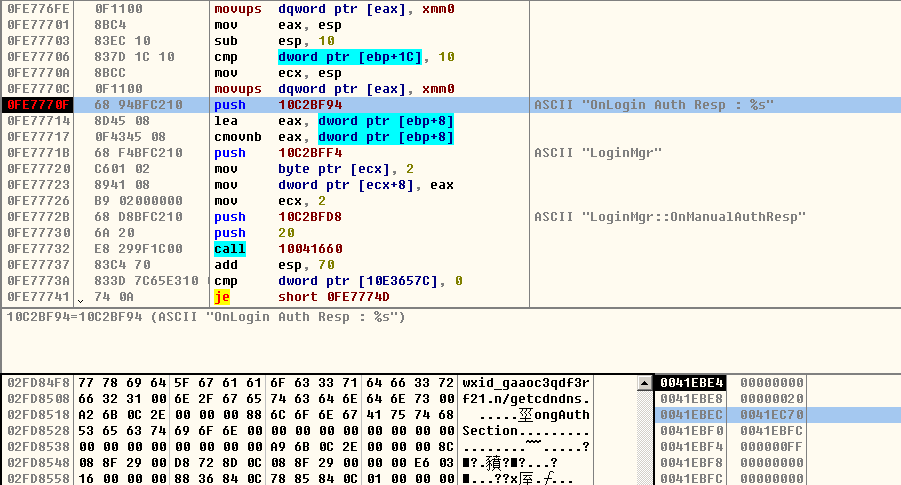 0FE776FE 0F1100 movups dqword ptr [eax], xmm0
0FE77701 8BC4 mov eax, esp
0FE77703 83EC 10 sub esp, 10
0FE77706 837D 1C 10 cmp dword ptr [ebp+1C], 10
0FE7770A 8BCC mov ecx, esp
0FE7770C 0F1100 movups dqword ptr [eax], xmm0
0FE7770F 68 94BFC210 push 10C2BF94 ASCII "OnLogin Auth Resp : %s"
0FE77714 8D45 08 lea eax, dword ptr [ebp+8]
0FE77717 0F4345 08 cmovnb eax, dword ptr [ebp+8]
0FE7771B 68 F4BFC210 push 10C2BFF4 ASCII "LoginMgr"
0FE77720 C601 02 mov byte ptr [ecx], 2
0FE77723 8941 08 mov dword ptr [ecx+8], eax
0FE77726 B9 02000000 mov ecx, 2
0FE7772B 68 D8BFC210 push 10C2BFD8 ASCII "LoginMgr::OnManualAuthResp"
0FE77730 6A 20 push 20
0FE77732 E8 299F1C00 call 10041660
0FE77737 83C4 70 add esp, 70
0FE7773A 833D 7C65E310 cmp dword ptr [10E3657C], 0
0FE77741 74 0A je short 0FE7774D
10C2BF94=10C2BF94 (ASCII "OnLogin Auth Resp : %s")
02FD84F8 77 78 69 64 5F 67 61 61 6F 63 33 71 64 66 33 72 wxid_gaaoc3qdf3r
02FD8508 66 32 31 00 6E 2F 67 65 74 63 64 6E 64 6E 73 00 f21.n/getcdndns.
02FD8518 A2 6B 0C 2E 00 00 00 88 6C 6F 6E 67 41 75 74 68 .....坙ongAuth
02FD8528 53 65 63 74 69 6F 6E 00 00 00 00 00 00 00 00 00 Section.........
02FD8538 00 00 00 00 00 00 00 00 A9 6B 0C 2E 00 00 00 8C
02FD8548 08 8F 29 00 D8 72 8D 0C 08 8F 29 00 00 00 E6 03
02FD8558 16 00 00 00 88 36 84 0C 78 85 84 0C 01 00 00 00
0041EBE4 00000000
0041EBE8 00000020
0041EBEC 0041EC70
0041EBF0 0041EBFC
0041EBF4 000000FF
0041EBF8 00000000
0041EBFC 00000000